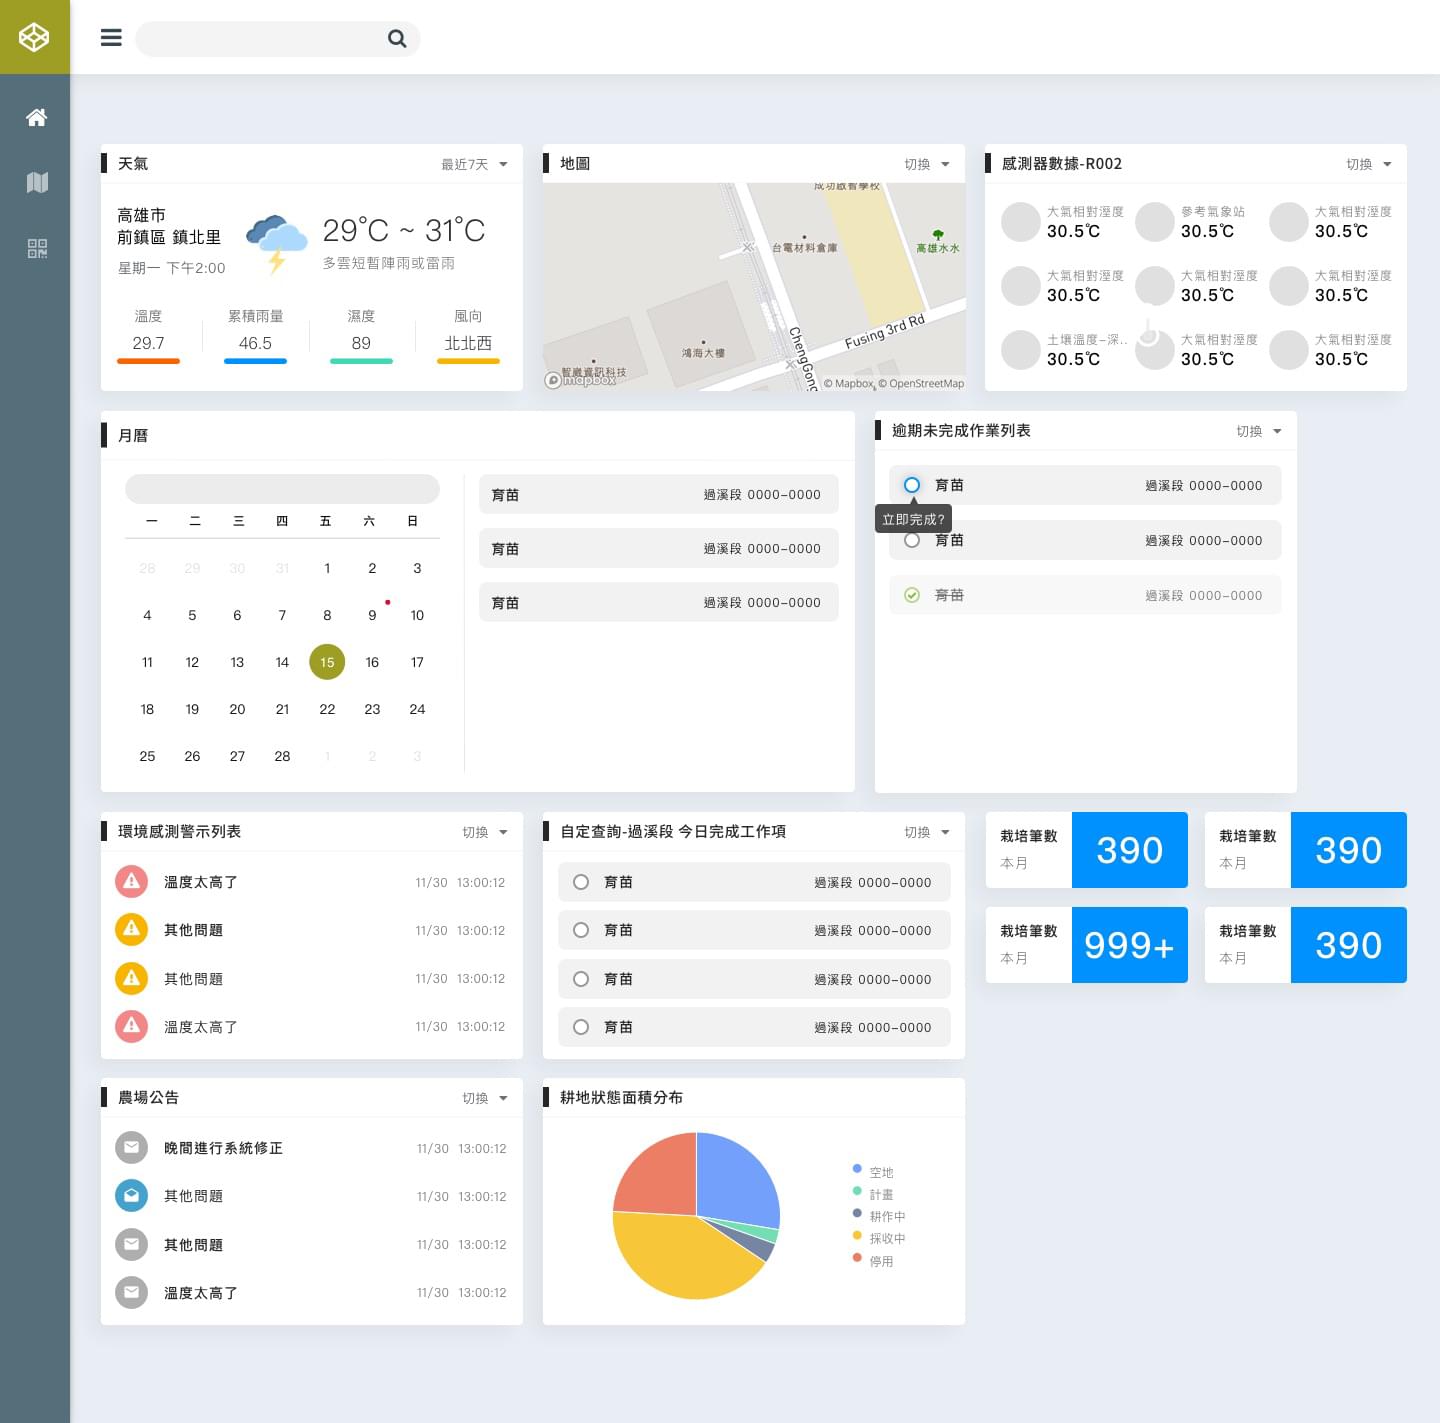 天氣
最近7天
高雄市
前鎮區 鎮北里
星期一 下午2:00
29°C ~ 31°C
多雲短暫陣雨或雷雨
溫度
29.7
累積雨量
46.5
濕度
89
風向
北北西
地圖
切換
成功啟智學校
台電材料倉庫
高雄水水
鴻海大樓
智崴資訊科技
Fusing 3rd Rd
ChengGong
mapbox
© Mapbox, © OpenStreetMap
感測器數據-R002
切換
大氣相對溼度
30.5℃
參考氣象站
30.5℃
大氣相對溼度
30.5℃
大氣相對溼度
30.5℃
大氣相對溼度
30.5℃
大氣相對溼度
30.5℃
土壤溫度-深..
30.5℃
大氣相對溼度
30.5℃
大氣相對溼度
30.5℃
月曆
一 二 三 四 五 六 日
28 29 30 31 1 2 3
4 5 6 7 8 9 10
11 12 13 14 15 16 17
18 19 20 21 22 23 24
25 26 27 28 1 2 3
育苗 過溪段 0000-0000
育苗 過溪段 0000-0000
育苗 過溪段 0000-0000
逾期未完成作業列表
切換
育苗 過溪段 0000-0000
立即完成?
育苗 過溪段 0000-0000
育苗 過溪段 0000-0000
環境感測警示列表
切換
溫度太高了 11/30 13:00:12
其他問題 11/30 13:00:12
其他問題 11/30 13:00:12
溫度太高了 11/30 13:00:12
自定查詢-過溪段 今日完成工作項
切換
育苗 過溪段 0000-0000
育苗 過溪段 0000-0000
育苗 過溪段 0000-0000
育苗 過溪段 0000-0000
栽培筆數
本月
390
栽培筆數
本月
390
栽培筆數
本月
999+
栽培筆數
本月
390
農場公告
切換
晚間進行系統修正 11/30 13:00:12
其他問題 11/30 13:00:12
其他問題 11/30 13:00:12
溫度太高了 11/30 13:00:12
耕地狀態面積分布
空地
計畫
耕作中
採收中
停用